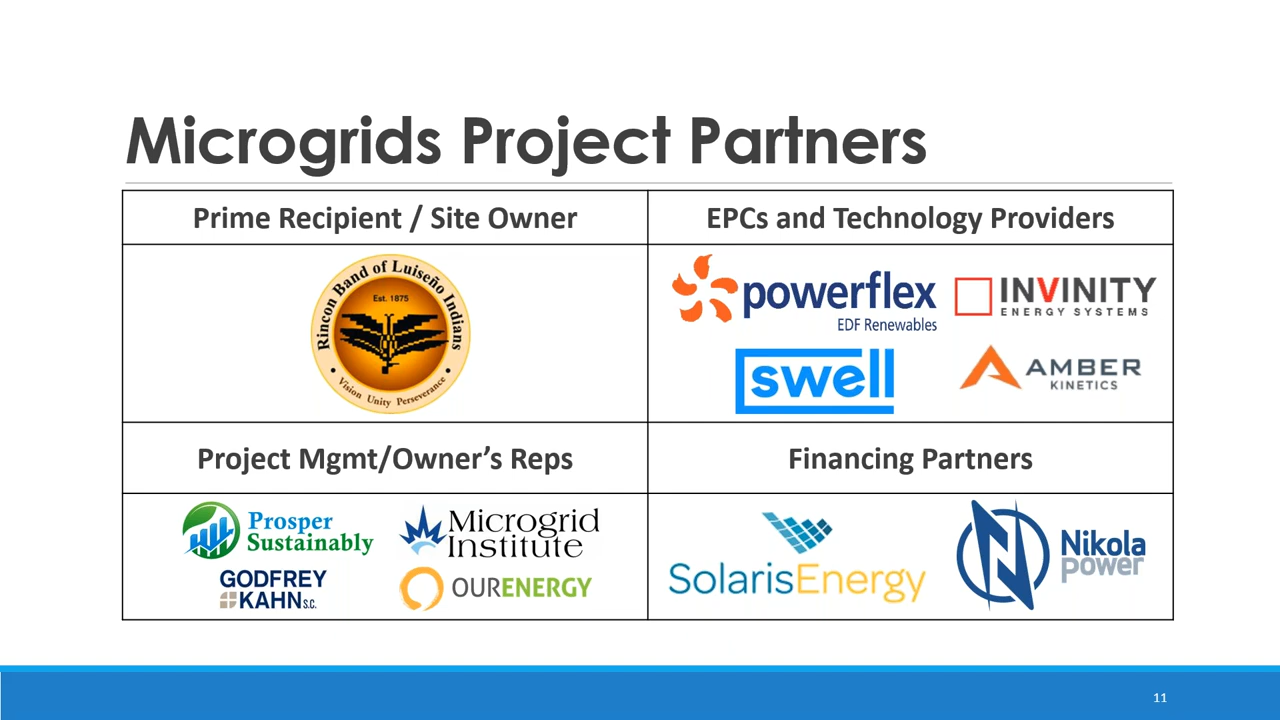 Microgrids Project Partners
Prime Recipient / Site Owner
EPCs and Technology Providers
Rincon Band of Luiseño Indians
Est. 1875
• Vision Unity Perseverance •
powerflex
EDF Renewables
INVINITY
ENERGY SYSTEMS
swell
AMBER
KINETICS
Project Mgmt/Owner’s Reps
Financing Partners
Prosper
Sustainably
Microgrid
Institute
GODFREY
KAHN S.C.
OURENERGY
SolarisEnergy
Nikola
power
11